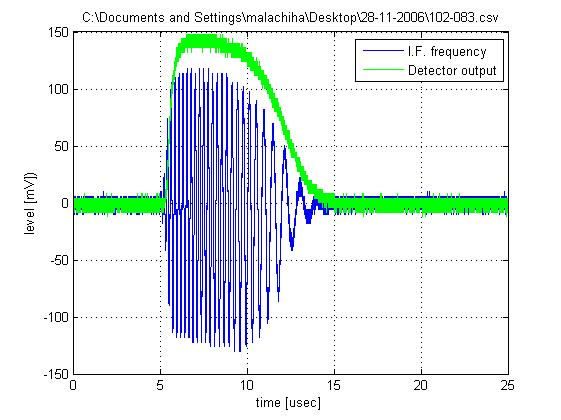 C:\Documents and Settings\malachiha\Desktop\28-11-2006\102-083.csv
150
100
50
0
-50
-100
-150
level [mV])
I.F. frequency
Detector output
0 5 10 15 20 25
time [usec]